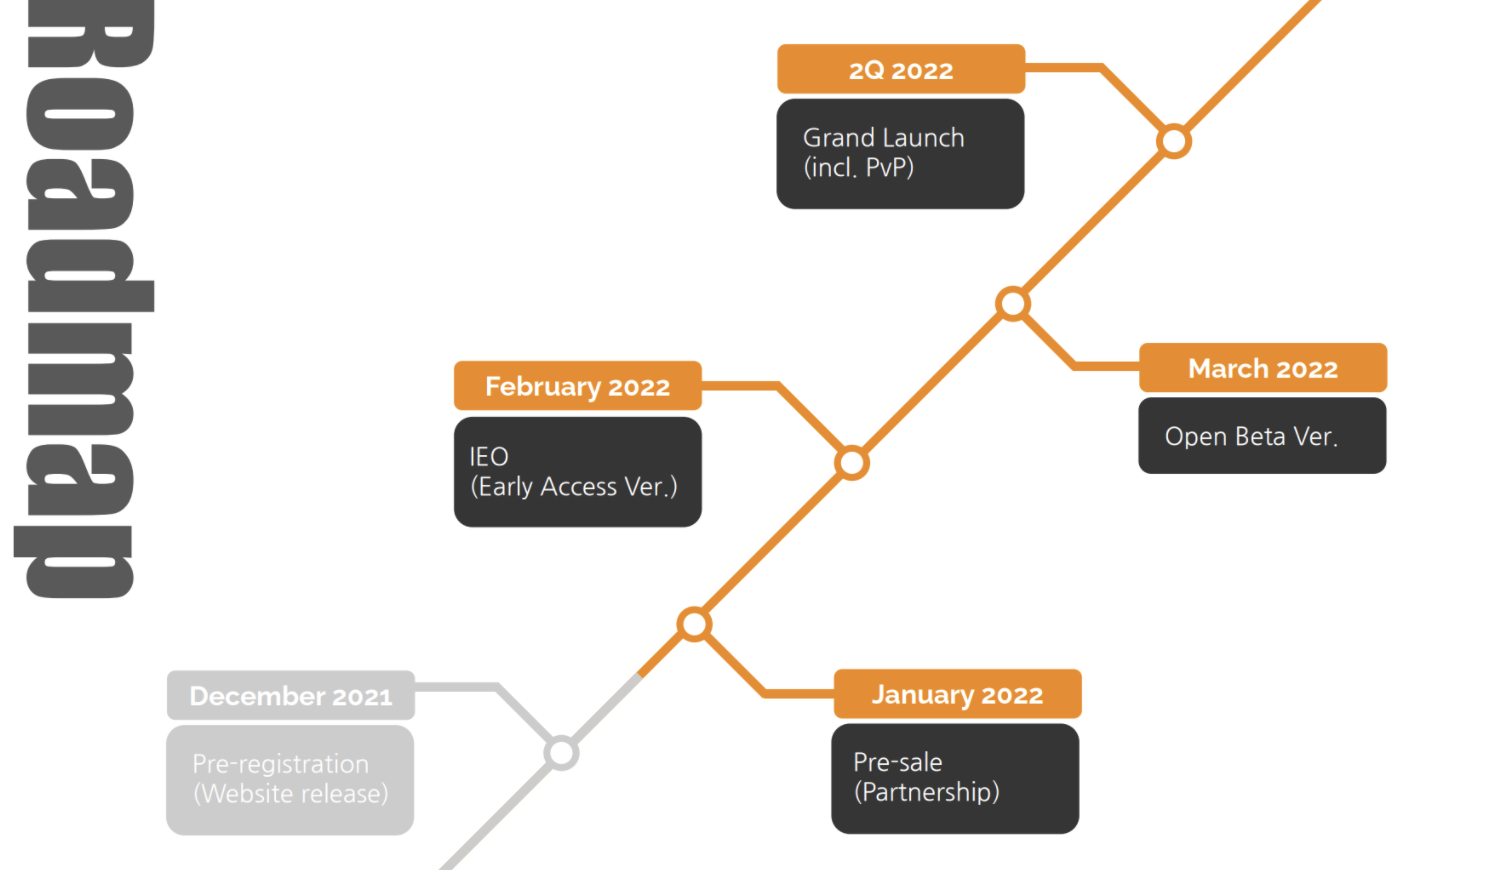 Roadmap
2Q 2022
Grand Launch
(incl. PvP)
March 2022
Open Beta Ver.
February 2022
IEO
(Early Access Ver.)
January 2022
Pre-sale
(Partnership)
December 2021
Pre-registration
(Website release)